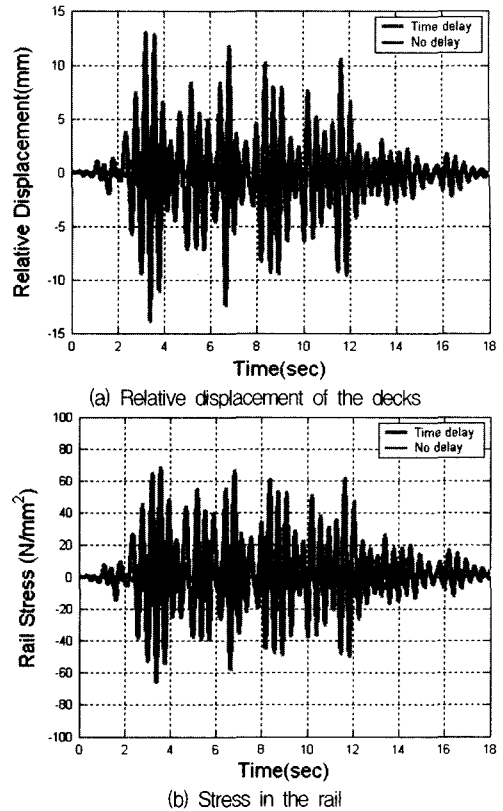 15
10
5
0
-5
-10
-15
Relative Displacement(mm)
Time delay
No delay
0 2 4 6 8 10 12 14 16 18
Time(sec)
(a) Relative displacement of the decks
100
80
60
40
20
0
-20
-40
-60
-80
-100
Rail Stress (N/mm²)
Time delay
No delay
0 2 4 6 8 10 12 14 16 18
Time(sec)
(b) Stress in the rail